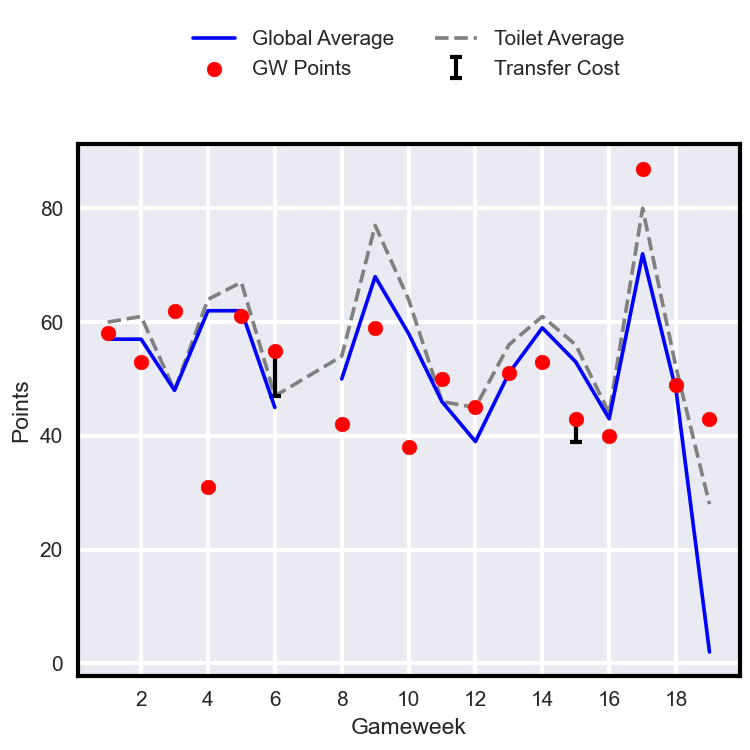 Global Average Toilet Average
GW Points Transfer Cost
80
60
40
20
0
Points
2 4 6 8 10 12 14 16 18
Gameweek